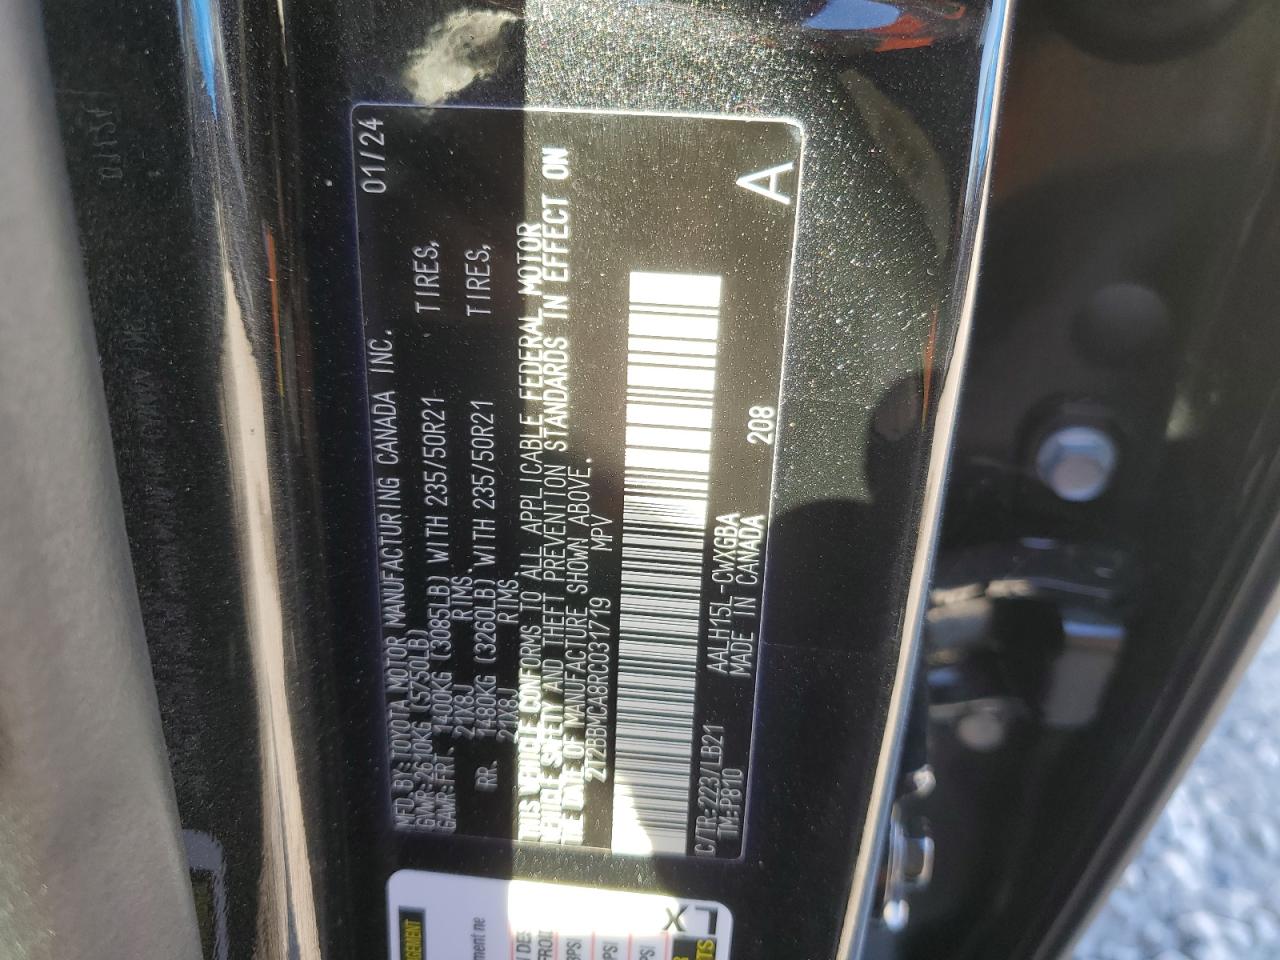 01/24
MFD. BY: TOYOTA MOTOR MANUFACTURING CANADA INC.
GVWR: 2610KG (5750LB)
GAWR: FRT. 1400KG (3085LB) WITH 235/50R21 TIRES,
21X8J RIMS.
RR. 1480KG (3260LB) WITH 235/50R21 TIRES,
21X8J RIMS
THIS VEHICLE CONFORMS TO ALL APPLICABLE FEDERAL MOTOR
VEHICLE SAFETY AND THEFT PREVENTION STANDARDS IN EFFECT ON
THE DATE OF MANUFACTURE SHOWN ABOVE.
2T2BBMCA8RC031719 MPV
C/TR: 223/LB21 AALH15L-CWXGBA 208
TM: P810 MADE IN CANADA
A